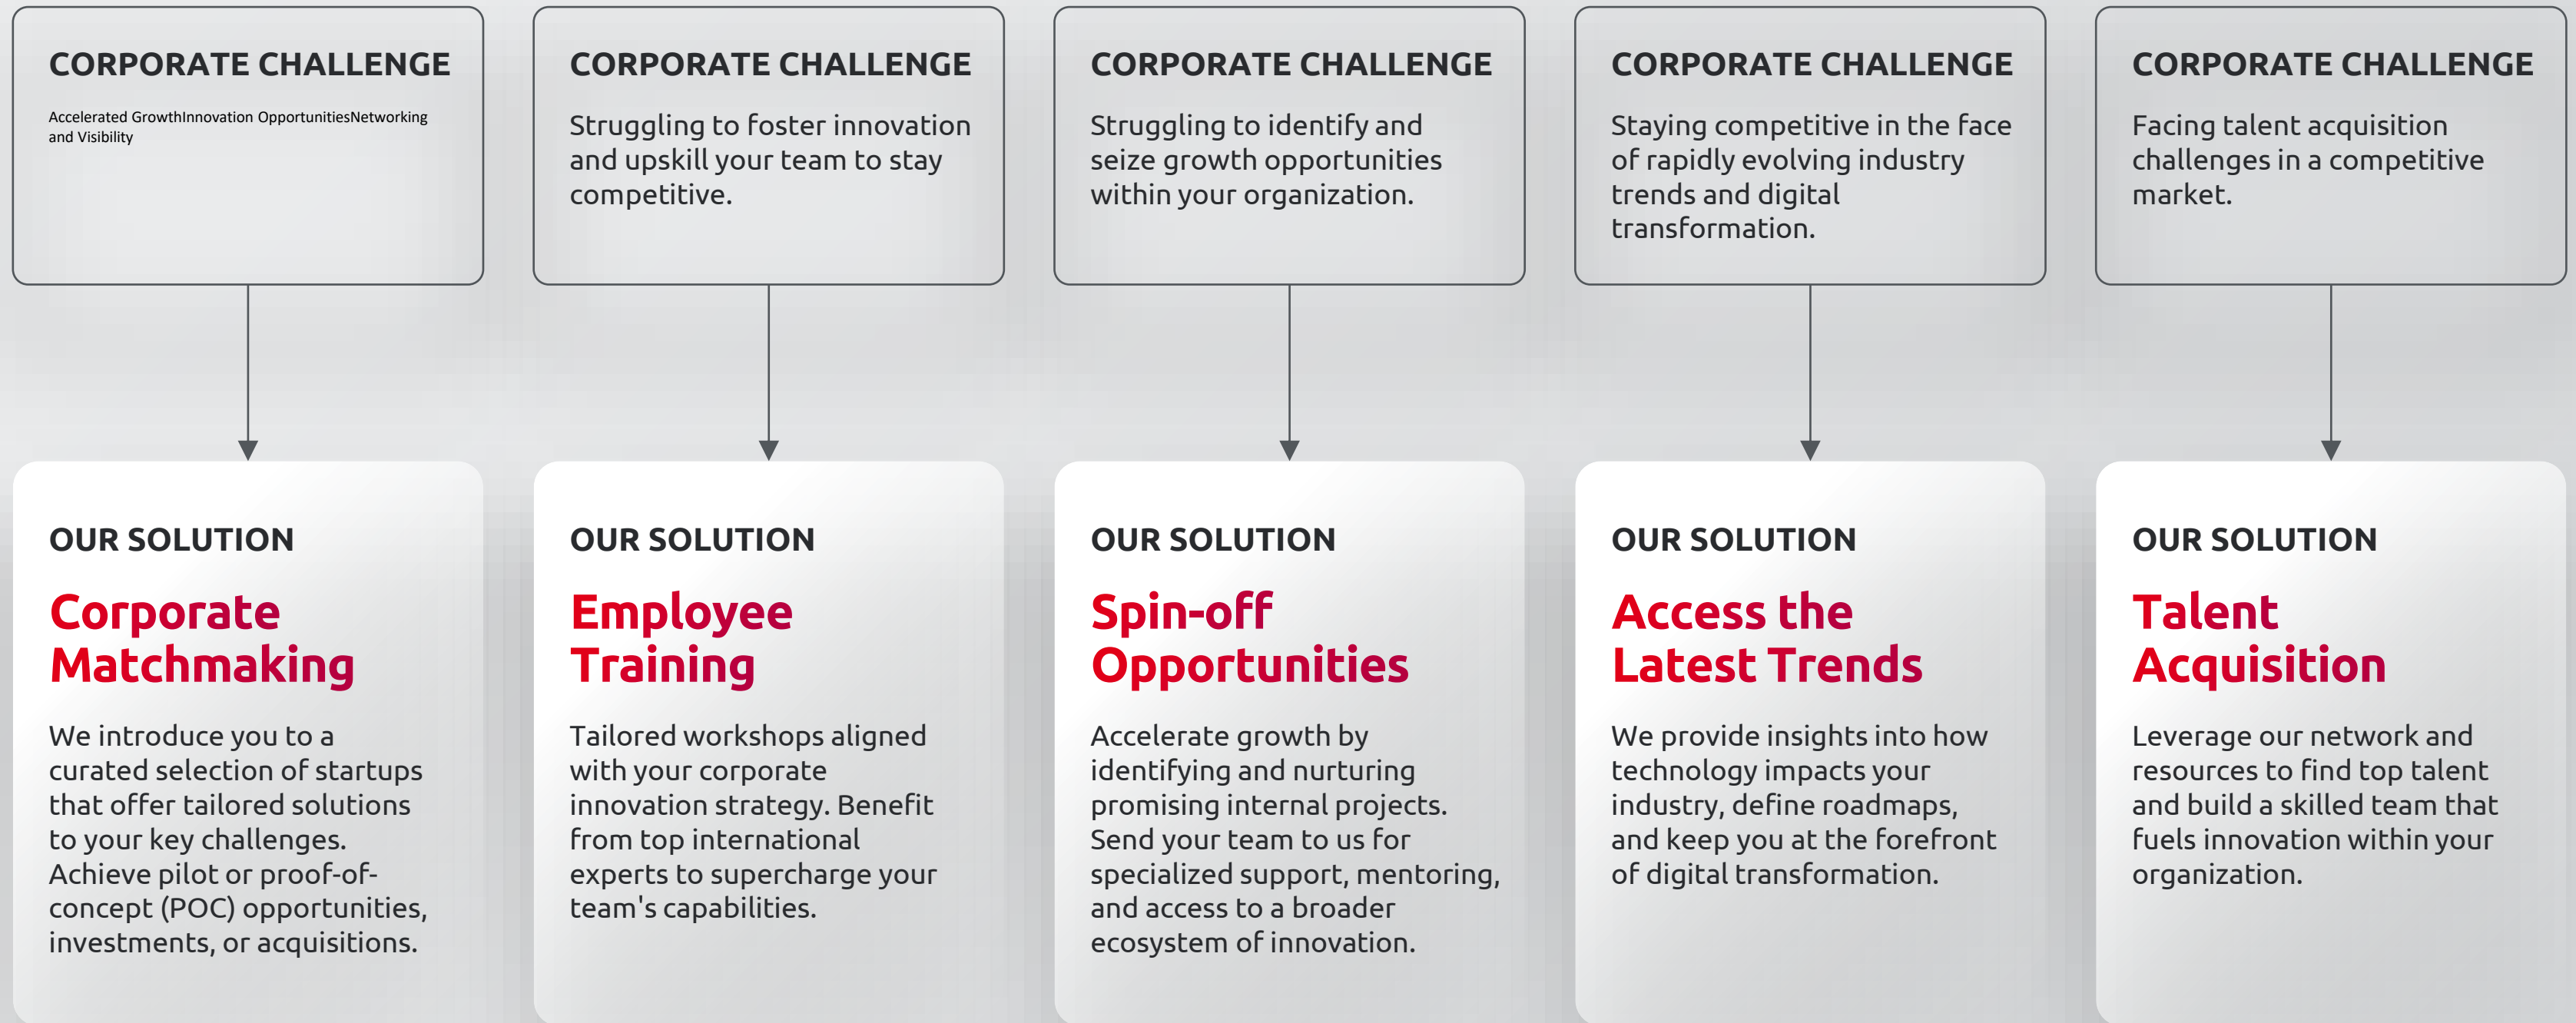 CORPORATE CHALLENGE
Accelerated GrowthInnovation OpportunitiesNetworking
and Visibility
CORPORATE CHALLENGE
Struggling to foster innovation
and upskill your team to stay
competitive.
CORPORATE CHALLENGE
Struggling to identify and
seize growth opportunities
within your organization.
CORPORATE CHALLENGE
Staying competitive in the face
of rapidly evolving industry
trends and digital
transformation.
CORPORATE CHALLENGE
Facing talent acquisition
challenges in a competitive
market.
OUR SOLUTION
Corporate
Matchmaking
We introduce you to a
curated selection of startups
that offer tailored solutions
to your key challenges.
Achieve pilot or proof-of-
concept (POC) opportunities,
investments, or acquisitions.
OUR SOLUTION
Employee
Training
Tailored workshops aligned
with your corporate
innovation strategy. Benefit
from top international
experts to supercharge your
team's capabilities.
OUR SOLUTION
Spin-off
Opportunities
Accelerate growth by
identifying and nurturing
promising internal projects.
Send your team to us for
specialized support, mentoring,
and access to a broader
ecosystem of innovation.
OUR SOLUTION
Access the
Latest Trends
We provide insights into how
technology impacts your
industry, define roadmaps,
and keep you at the forefront
of digital transformation.
OUR SOLUTION
Talent
Acquisition
Leverage our network and
resources to find top talent
and build a skilled team that
fuels innovation within your
organization.